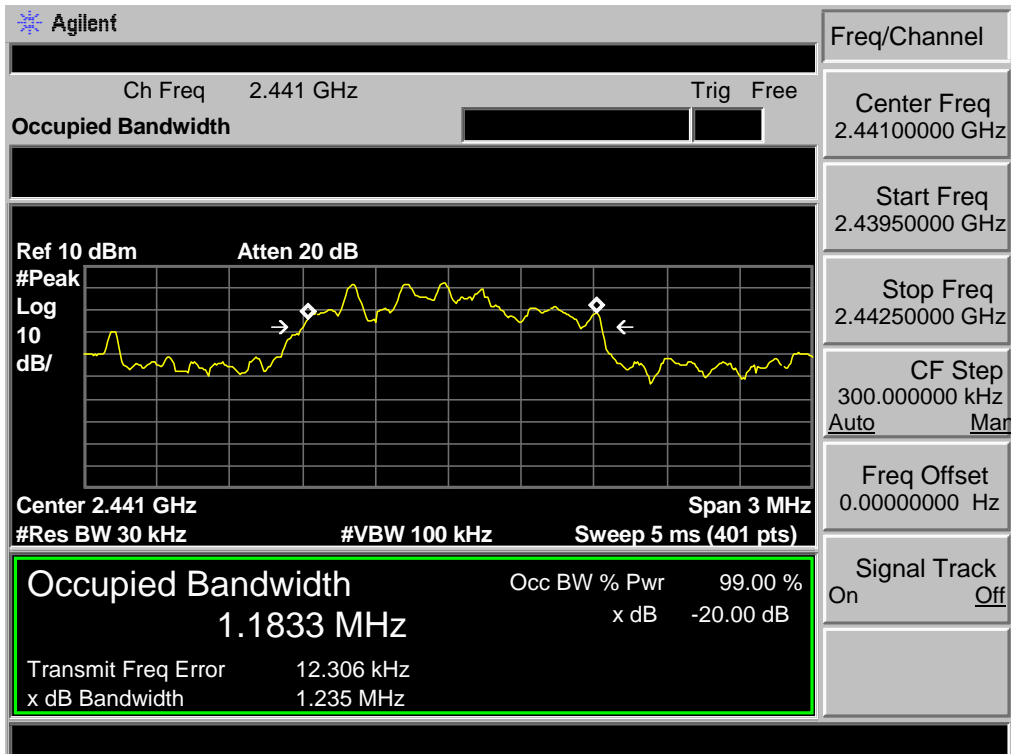 Agilent
Freq/Channel
Ch Freq 2.441 GHz Trig Free
Occupied Bandwidth
Center Freq
2.44100000 GHz
Start Freq
2.43950000 GHz
Ref 10 dBm Atten 20 dB
#Peak
Log
10
dB/
Stop Freq
2.44250000 GHz
CF Step
300.000000 kHz
Auto Man
Center 2.441 GHz Span 3 MHz
#Res BW 30 kHz #VBW 100 kHz Sweep 5 ms (401 pts)
Freq Offset
0.00000000 Hz
Occupied Bandwidth Occ BW % Pwr 99.00 %
1.1833 MHz x dB -20.00 dB
Transmit Freq Error 12.306 kHz
x dB Bandwidth 1.235 MHz
Signal Track
On Off